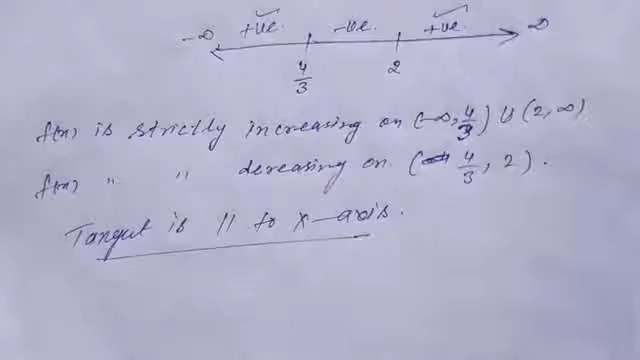 -∞ +ve. -ve. +ve. ∞
4/3 2
f(x) is strictly increasing on (-∞, 4/3) U (2, ∞)
f(x) " " decreasing on (4/3, 2).
Tangent is // to x-axis.